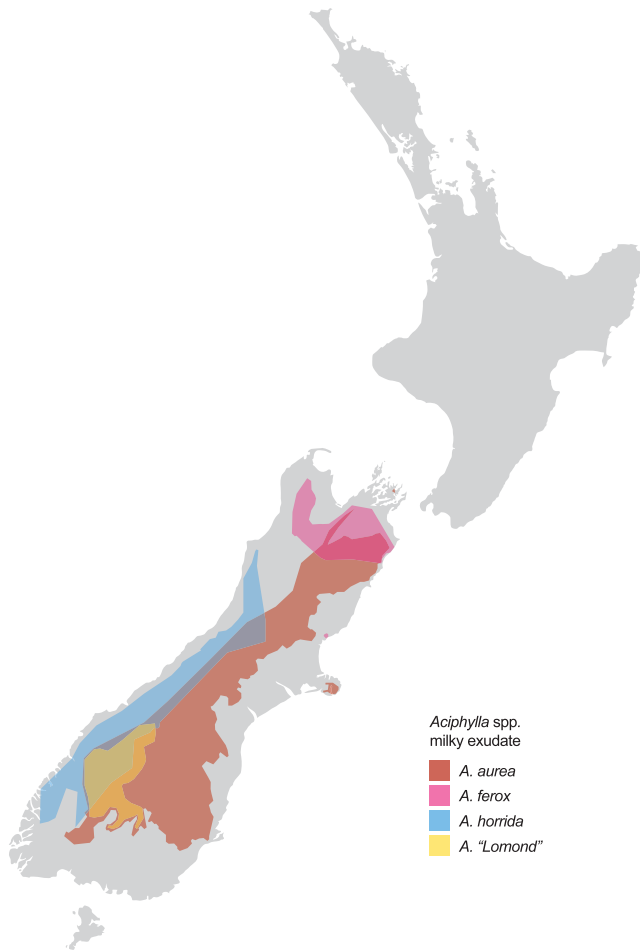 Aciphylla spp.
milky exudate
A. aurea
A. ferox
A. horrida
A. “Lomond”